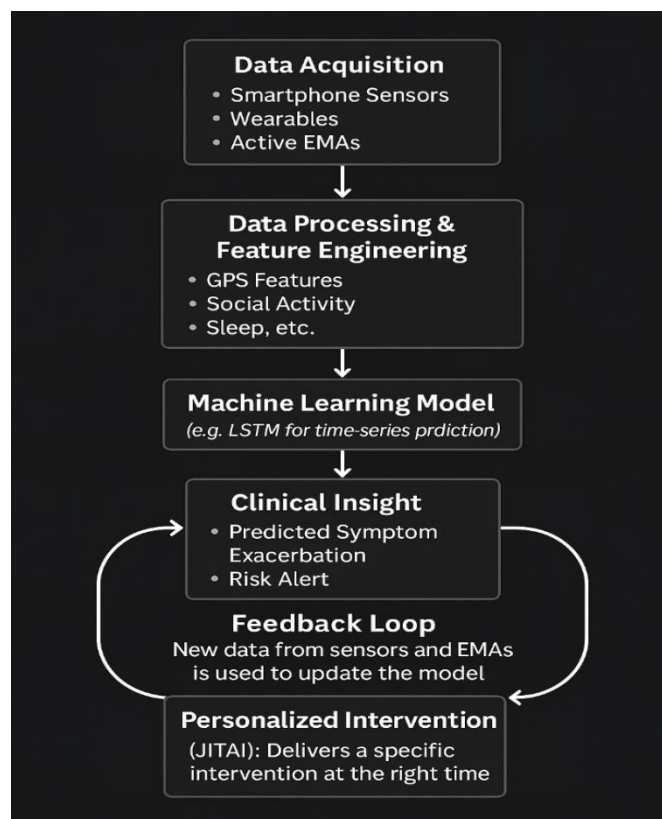 Data Acquisition
• Smartphone Sensors
• Wearables
• Active EMAs
Data Processing &
Feature Engineering
• GPS Features
• Social Activity
• Sleep, etc.
Machine Learning Model
(e.g. LSTM for time-series prdiction)
Clinical Insight
• Predicted Symptom
Exacerbation
• Risk Alert
Feedback Loop
New data from sensors and EMAs
is used to update the model
Personalized Intervention
(JITAI): Delivers a specific
intervention at the right time